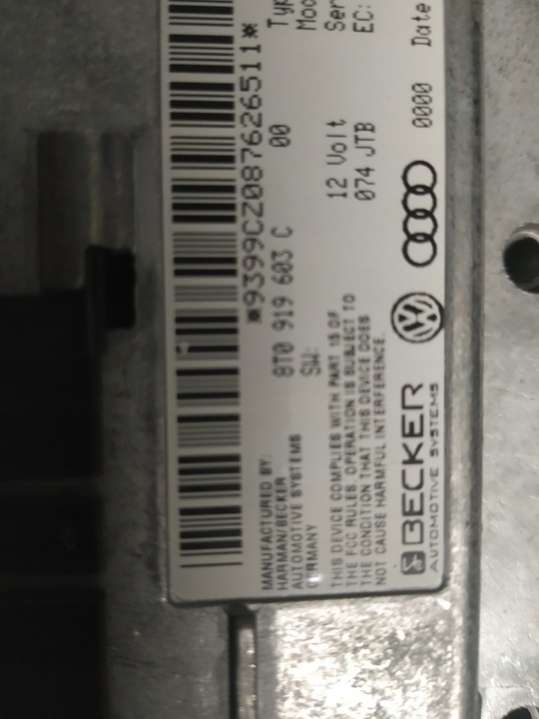 *9399CZ087626511*
8T0 919 603 C 00
SW:
12 Volt
074 JTB
0000 Date
Ser
EC:
MANUFACTURED BY:
HARMAN/BECKER
AUTOMOTIVE SYSTEMS
GERMANY
THIS DEVICE COMPLIES WITH PART 15 OF
THE FCC RULES. OPERATION IS SUBJECT TO
THE CONDITION THAT THIS DEVICE DOES
NOT CAUSE HARMFUL INTERFERENCE.
BECKER
AUTOMOTIVE SYSTEMS